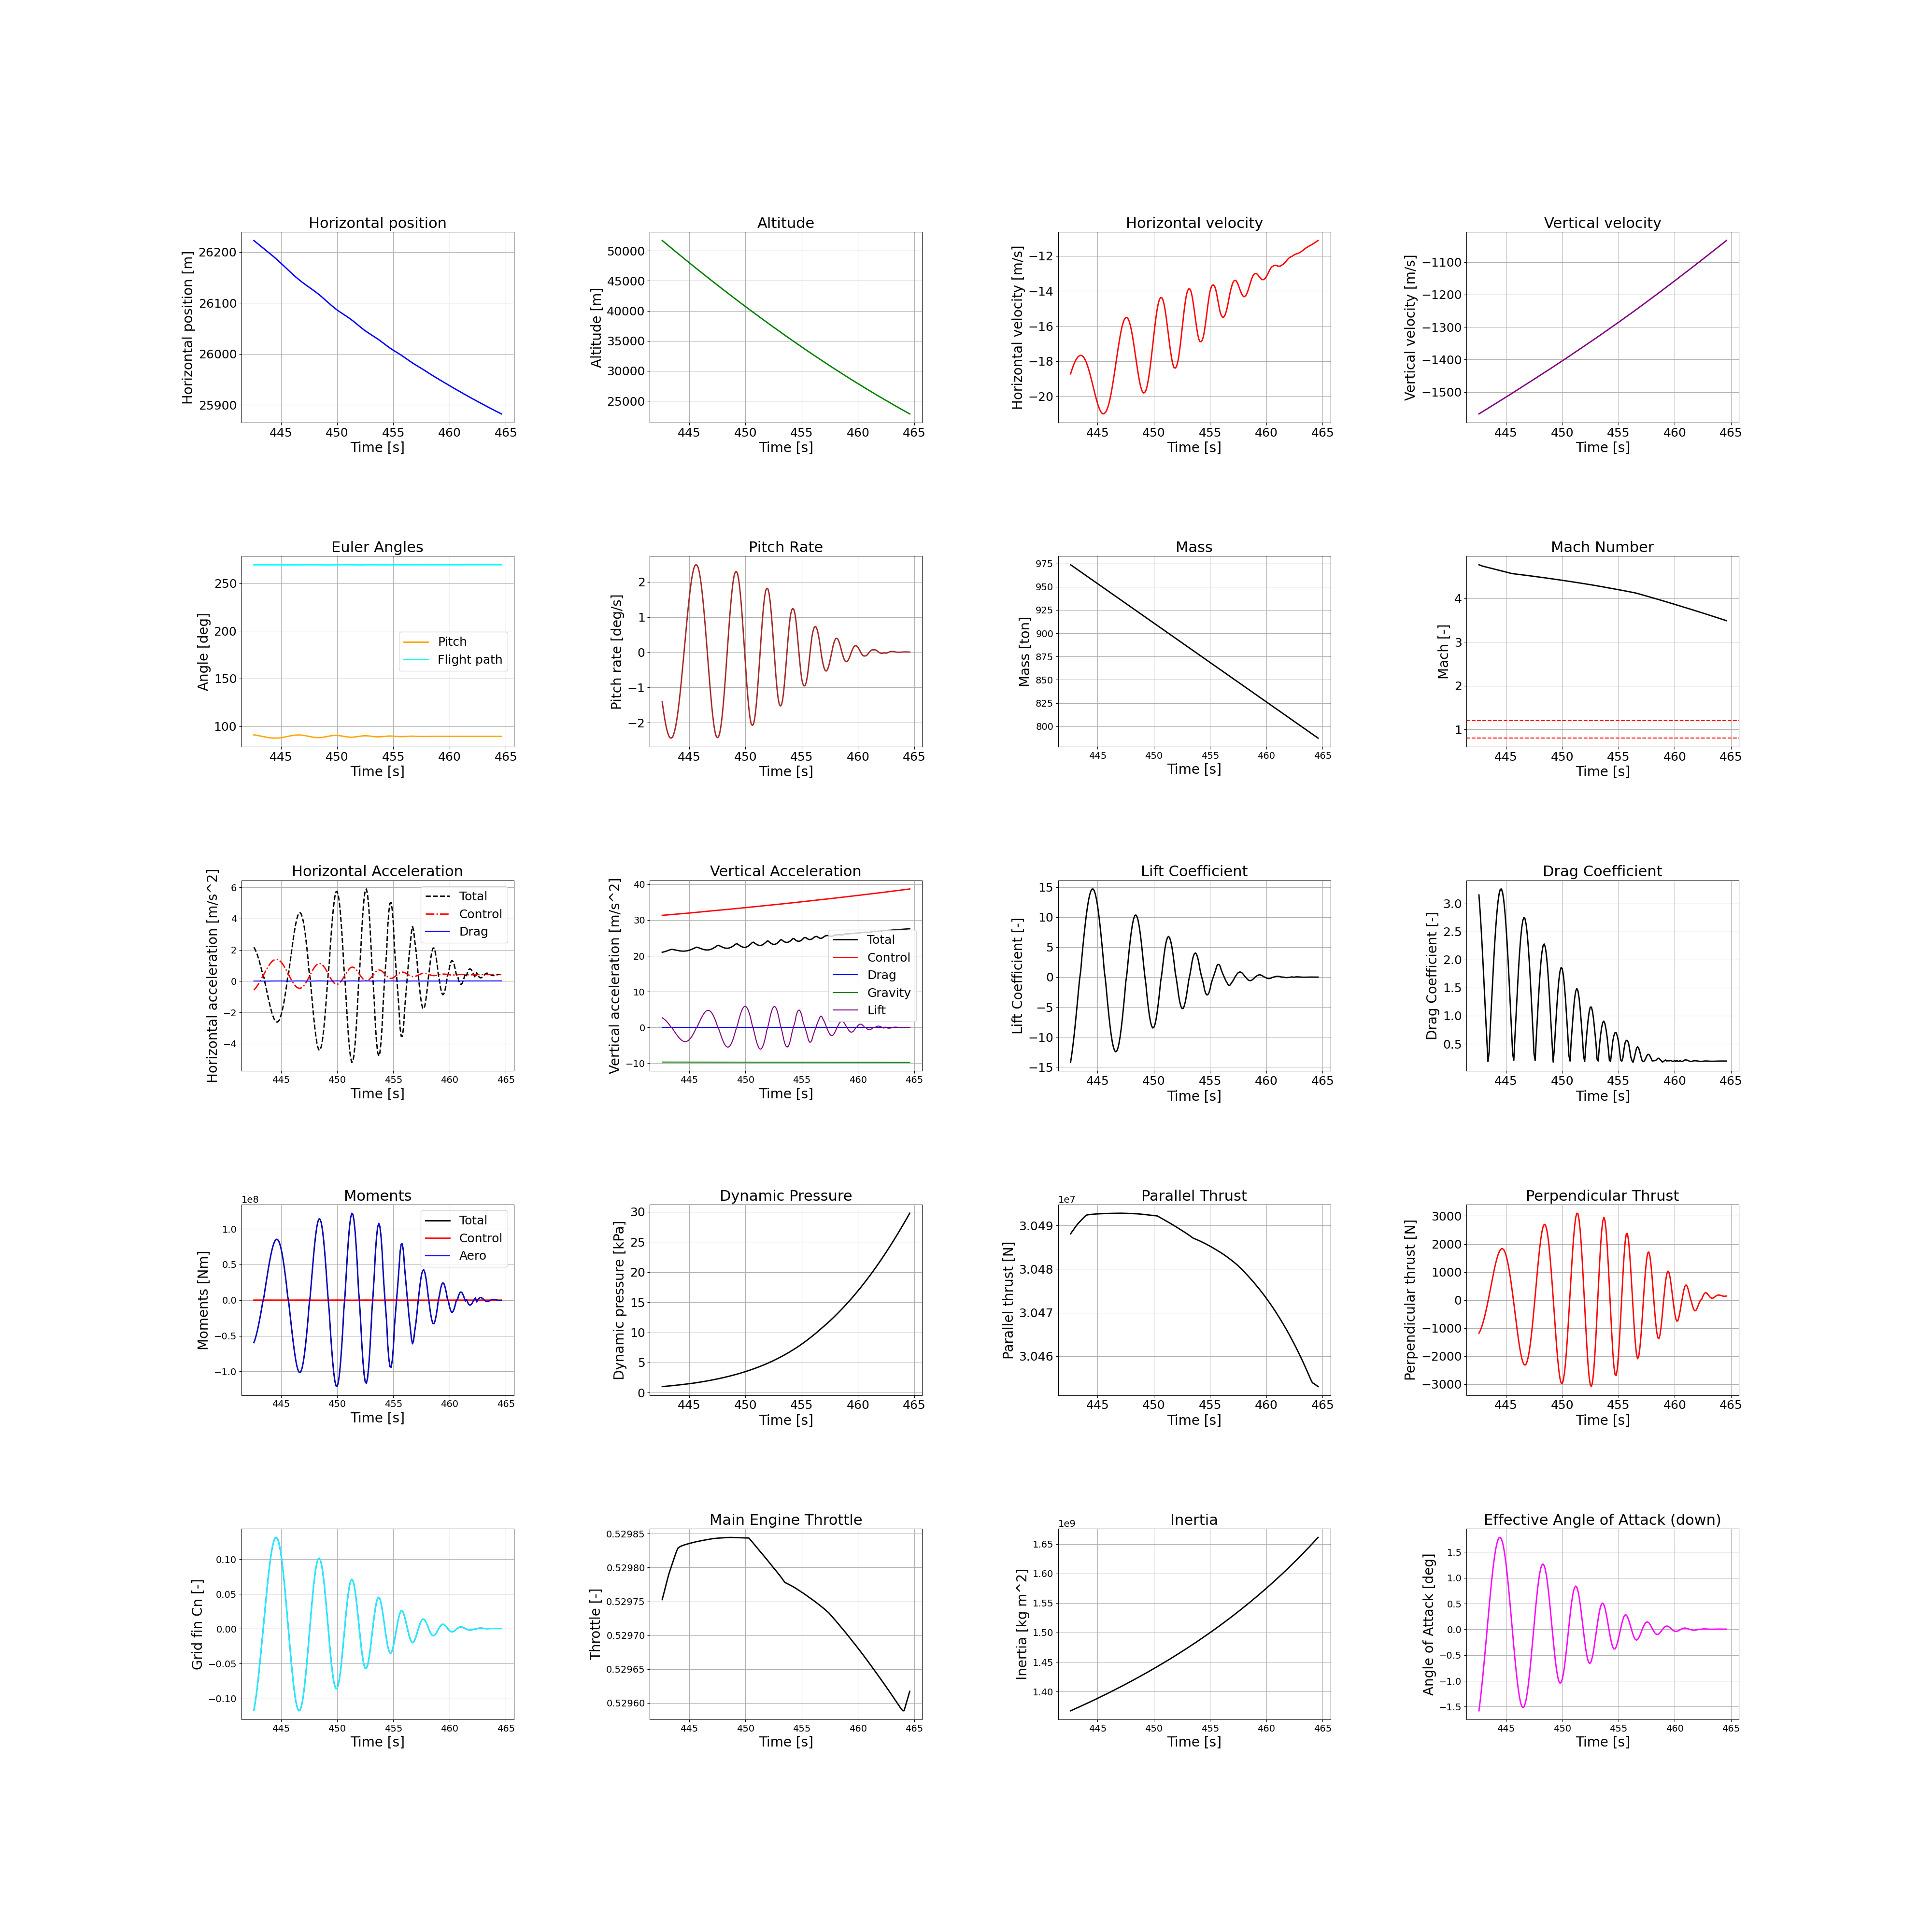 Horizontal position
Horizontal position [m]
26200
26100
26000
25900
445 450 455 460 465
Time [s]
Altitude
Altitude [m]
50000
45000
40000
35000
30000
25000
445 450 455 460 465
Time [s]
Horizontal velocity
Horizontal velocity [m/s]
−12
−14
−16
−18
−20
445 450 455 460 465
Time [s]
Vertical velocity
Vertical velocity [m/s]
−1100
−1200
−1300
−1400
−1500
445 450 455 460 465
Time [s]
Euler Angles
Angle [deg]
250
200
150
100
Pitch
Flight path
445 450 455 460 465
Time [s]
Pitch Rate
Pitch rate [deg/s]
2
1
0
−1
−2
445 450 455 460 465
Time [s]
Mass
Mass [ton]
975
950
925
900
875
850
825
800
445 450 455 460 465
Time [s]
Mach Number
Mach [-]
4
3
2
1
445 450 455 460 465
Time [s]
Horizontal Acceleration
Horizontal acceleration [m/s^2]
6
4
2
0
−2
−4
Total
Control
Drag
445 450 455 460 465
Time [s]
Vertical Acceleration
Vertical acceleration [m/s^2]
40
30
20
10
0
−10
Total
Control
Drag
Gravity
Lift
445 450 455 460 465
Time [s]
Lift Coefficient
Lift Coefficient [-]
15
10
5
0
−5
−10
−15
445 450 455 460 465
Time [s]
Drag Coefficient
Drag Coefficient [-]
3.0
2.5
2.0
1.5
1.0
0.5
445 450 455 460 465
Time [s]
Moments
1e8
Moments [Nm]
1.0
0.5
0.0
−0.5
−1.0
Total
Control
Aero
445 450 455 460 465
Time [s]
Dynamic Pressure
Dynamic pressure [kPa]
30
25
20
15
10
5
0
445 450 455 460 465
Time [s]
Parallel Thrust
1e7
Parallel thrust [N]
3.049
3.048
3.047
3.046
445 450 455 460 465
Time [s]
Perpendicular Thrust
Perpendicular thrust [N]
3000
2000
1000
0
−1000
−2000
−3000
445 450 455 460 465
Time [s]
Grid fin Cn [-]
0.10
0.05
0.00
−0.05
−0.10
445 450 455 460 465
Time [s]
Main Engine Throttle
Throttle [-]
0.52985
0.52980
0.52975
0.52970
0.52965
0.52960
445 450 455 460 465
Time [s]
Inertia
1e9
Inertia [kg m^2]
1.65
1.60
1.55
1.50
1.45
1.40
445 450 455 460 465
Time [s]
Effective Angle of Attack (down)
Angle of Attack [deg]
1.5
1.0
0.5
0.0
−0.5
−1.0
−1.5
445 450 455 460 465
Time [s]